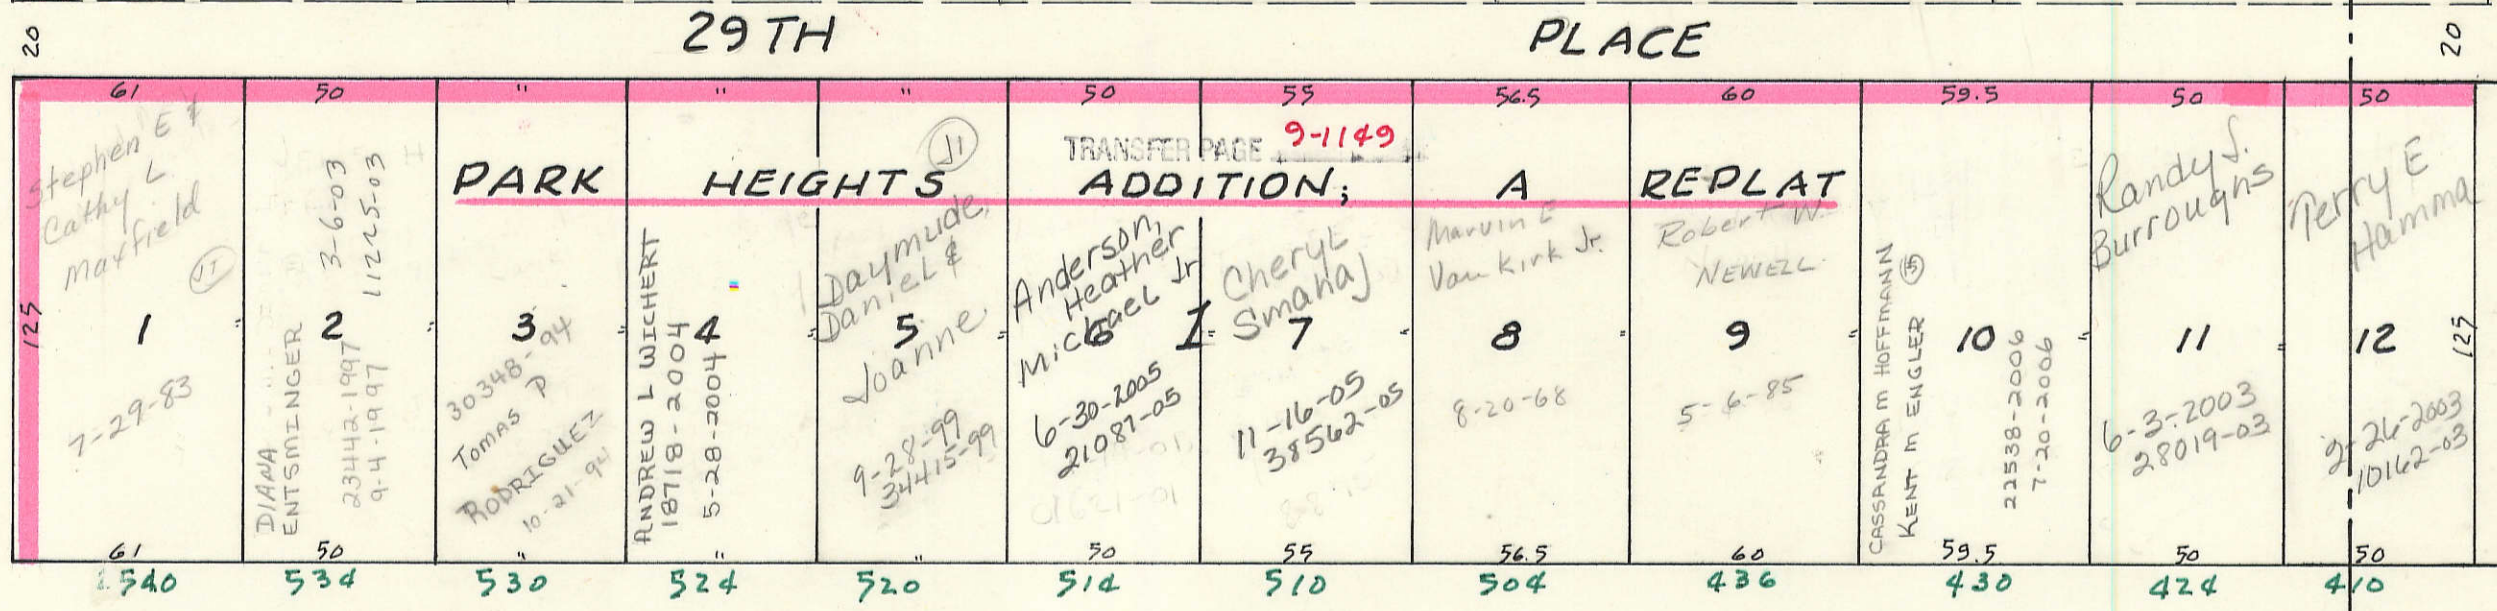 29TH PLACE
20 20
61 50 " " " 50 55 56.5 60 59.5 50 50
TRANSFER PAGE 9-1149
PARK HEIGHTS ADDITION; A REPLAT
125
Stephen E &
Cathy L
Maxfield
JT
1
7-29-83
3-6-03
11225-03
2
DIANA
ENTSMINGER
23442-1997
9-4-1997
3
30348-94
Tomas P
RODRIGUEZ
10-21-94
4
ANDREW L WICHERT
18718-2004
5-28-2004
JT
Daymude,
Daniel &
Joanne
5
9-28-99
34415-99
Anderson,
Heather
Michael Jr
6
6-30-2005
21087-05
I
Cheryl
Smahaj
7
11-16-05
38562-05
Marvin E
Van Kirk Jr.
8
8-20-68
Robert W.
NEWELL
9
5-6-85
CASSANDRA M HOFFMANN
KENT M ENGLER JT
10
22538-2006
7-20-2006
Randy J.
Burroughs
11
6-3-2003
28019-03
Terry E
Hamma
12
2-26-2003
10162-03
125
61 50 " " " 50 55 56.5 60 59.5 50 50
540 534 530 524 520 514 510 504 436 430 424 410